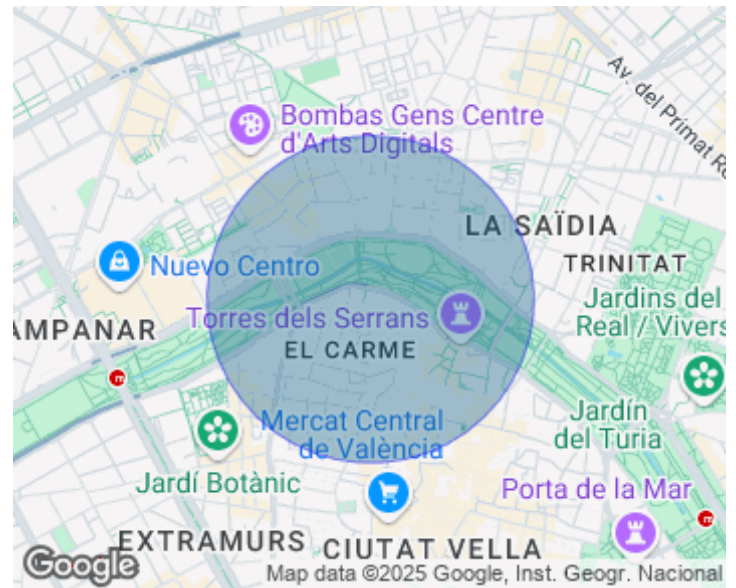 Av. del Primat Re
Bombas Gens Centre
d'Arts Digitals
LA SAÏDIA
TRINITAT
Nuevo Centro
Jardins del
Real / Vivers
Torres dels Serrans
AMPANAR
EL CARME
Mercat Central
de València
Jardín
del Turia
Jardí Botànic
Porta de la Mar
EXTRAMURS
CIUTAT VELLA
Google
Map data ©2025 Google, Inst. Geogr. Nacional